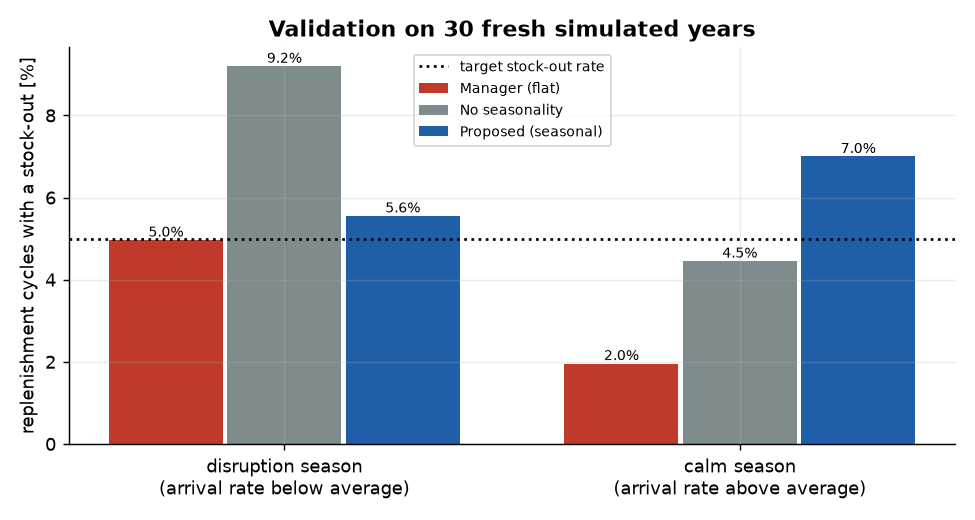 Validation on 30 fresh simulated years
replenishment cycles with a stock-out [%]
8
6
4
2
0
target stock-out rate
Manager (flat)
No seasonality
Proposed (seasonal)
5.0%
9.2%
5.6%
2.0%
4.5%
7.0%
disruption season
(arrival rate below average)
calm season
(arrival rate above average)